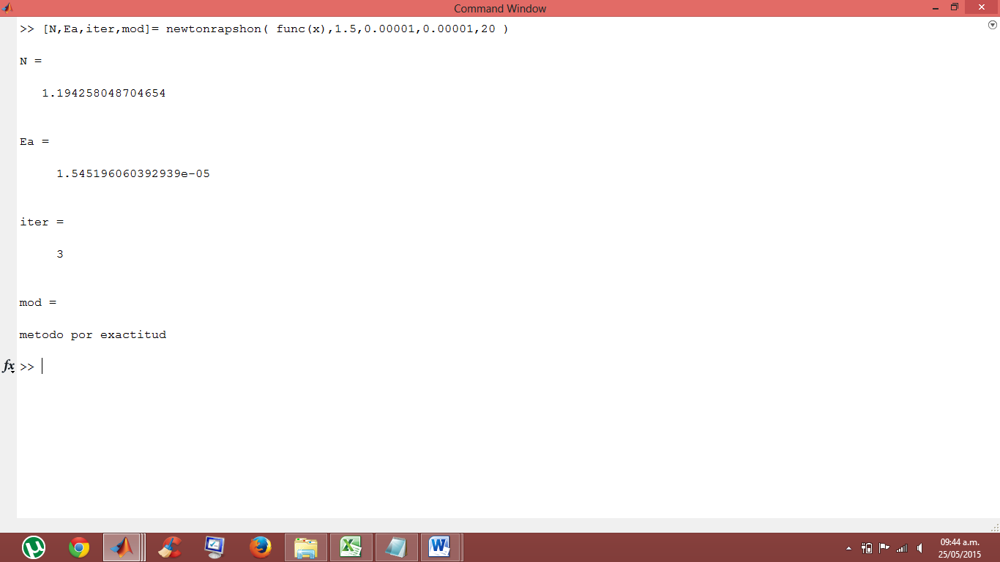 Command Window
>> [N,Ea,iter,mod]= newtonrapshon( func(x),1.5,0.00001,0.00001,20 )
N =
1.194258048704654
Ea =
1.545196060392939e-05
iter =
3
mod =
metodo por exactitud
fx >>
09:44 a.m.
25/05/2015